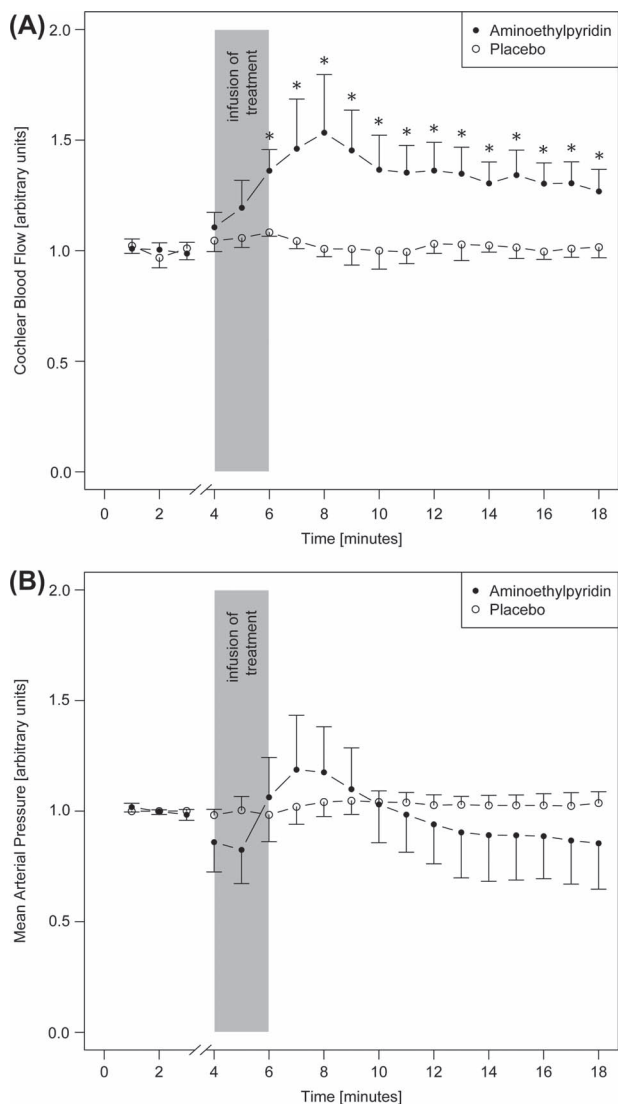 (A)
2.0
1.5
1.0
0.5
0.0
Cochlear Blood Flow [arbitrary units]
infusion of
treatment
Aminoethylpyridin
Placebo
* * * * * * * * * * * * *
0 2 4 6 8 10 12 14 16 18
Time [minutes]
(B)
2.0
1.5
1.0
0.5
0.0
Mean Arterial Pressure [arbitrary units]
infusion of
treatment
Aminoethylpyridin
Placebo
0 2 4 6 8 10 12 14 16 18
Time [minutes]